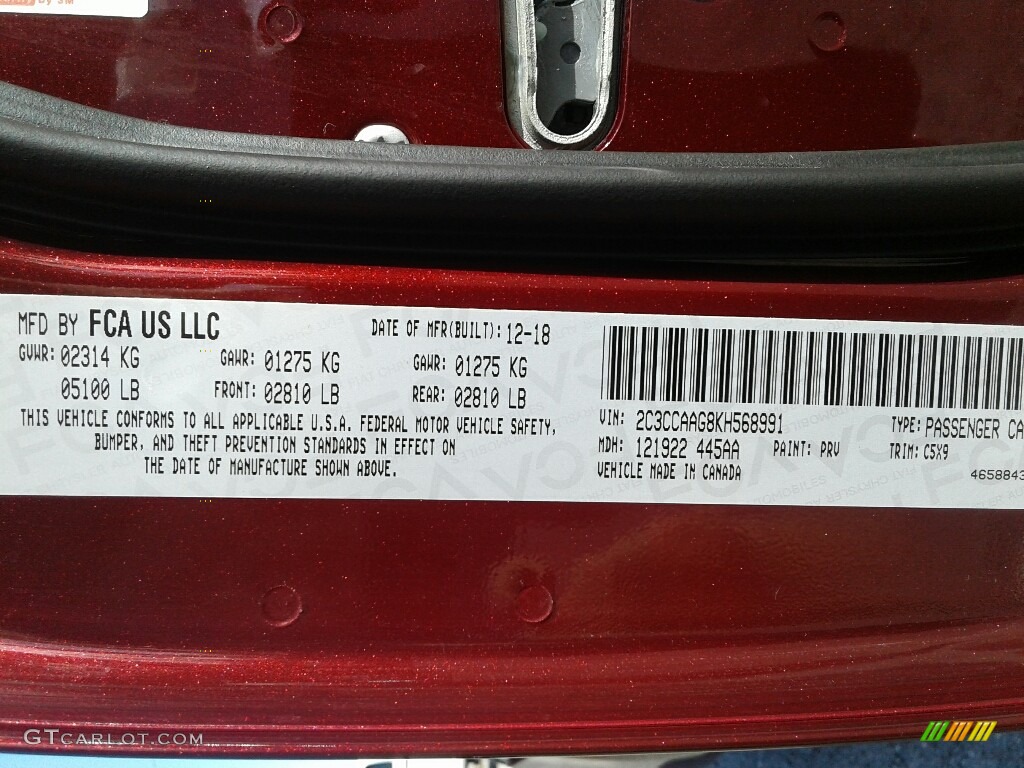 by 3M
MFD BY FCA US LLC DATE OF MFR(BUILT): 12-18
GVWR: 02314 KG GAWR: 01275 KG GAWR: 01275 KG
05100 LB FRONT: 02810 LB REAR: 02810 LB
THIS VEHICLE CONFORMS TO ALL APPLICABLE U.S.A. FEDERAL MOTOR VEHICLE SAFETY,
BUMPER, AND THEFT PREVENTION STANDARDS IN EFFECT ON
THE DATE OF MANUFACTURE SHOWN ABOVE.
VIN: 2C3CCAAG8KH568991 TYPE: PASSENGER CA
MDH: 121922 445AA PAINT: PRV TRIM: C5X9
VEHICLE MADE IN CANADA 4658843
GTCARLOT.COM